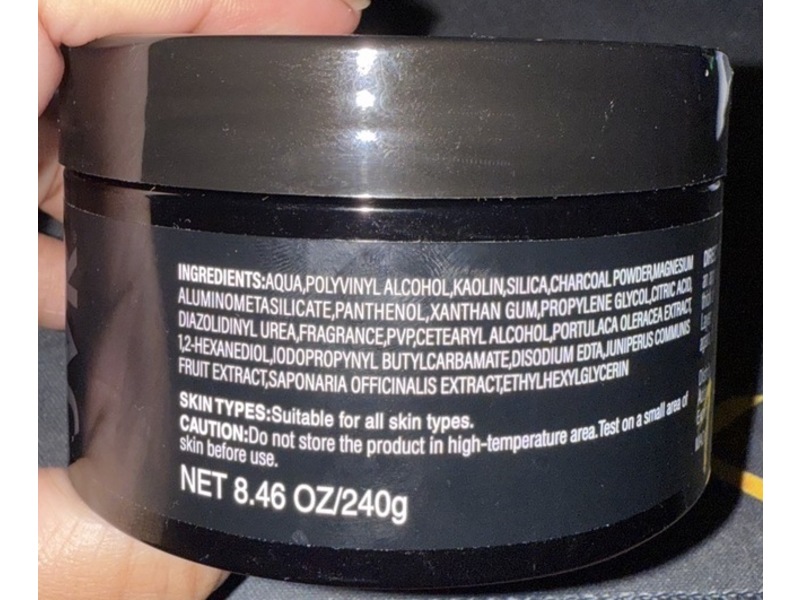 INGREDIENTS:AQUA,POLYVINYL ALCOHOL,KAOLIN,SILICA,CHARCOAL POWDER,MAGNESIUM
ALUMINOMETASILICATE,PANTHENOL,XANTHAN GUM,PROPYLENE GLYCOL,CITRIC ACID,
DIAZOLIDINYL UREA,FRAGRANCE,PVP,CETEARYL ALCOHOL,PORTULACA OLERACEA EXTRACT,
1,2-HEXANEDIOL,IODOPROPYNYL BUTYLCARBAMATE,DISODIUM EDTA,JUNIPERUS COMMUNIS
FRUIT EXTRACT,SAPONARIA OFFICINALIS EXTRACT,ETHYLHEXYLGLYCERIN
SKIN TYPES:Suitable for all skin types.
CAUTION:Do not store the product in high-temperature area.Test on a small area of
skin before use.
NET 8.46 OZ/240g